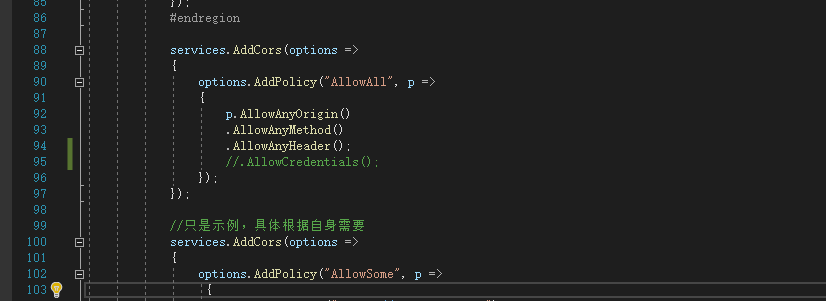 85 });
86 #endregion
87
88 services.AddCors(options =>
89 {
90 options.AddPolicy("AllowAll", p =>
91 {
92 p.AllowAnyOrigin()
93 .AllowAnyMethod()
94 .AllowAnyHeader();
95 //.AllowCredentials();
96 });
97 });
98
99 //只是示例，具体根据自身需要
100 services.AddCors(options =>
101 {
102 options.AddPolicy("AllowSome", p =>
103 {